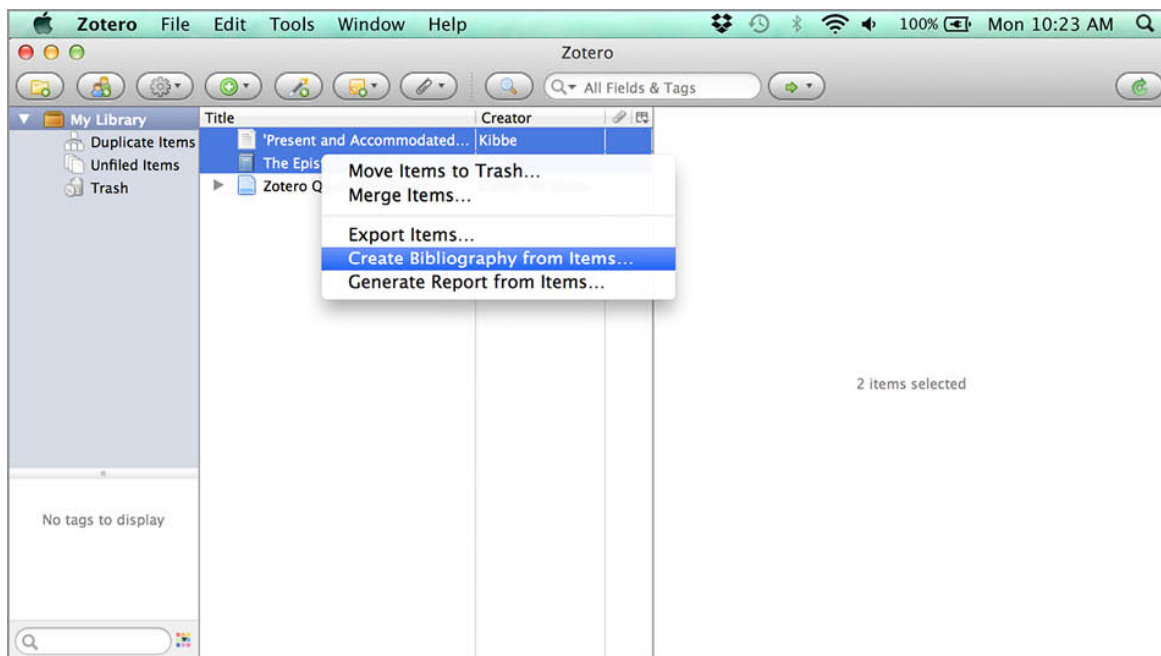 Zotero File Edit Tools Window Help 100% Mon 10:23 AM
Zotero
All Fields & Tags
My Library
Duplicate Items
Unfiled Items
Trash
Title Creator
'Present and Accommodated... Kibbe
The Epis
Zotero Q
Move Items to Trash...
Merge Items...
Export Items...
Create Bibliography from Items...
Generate Report from Items...
2 items selected
No tags to display